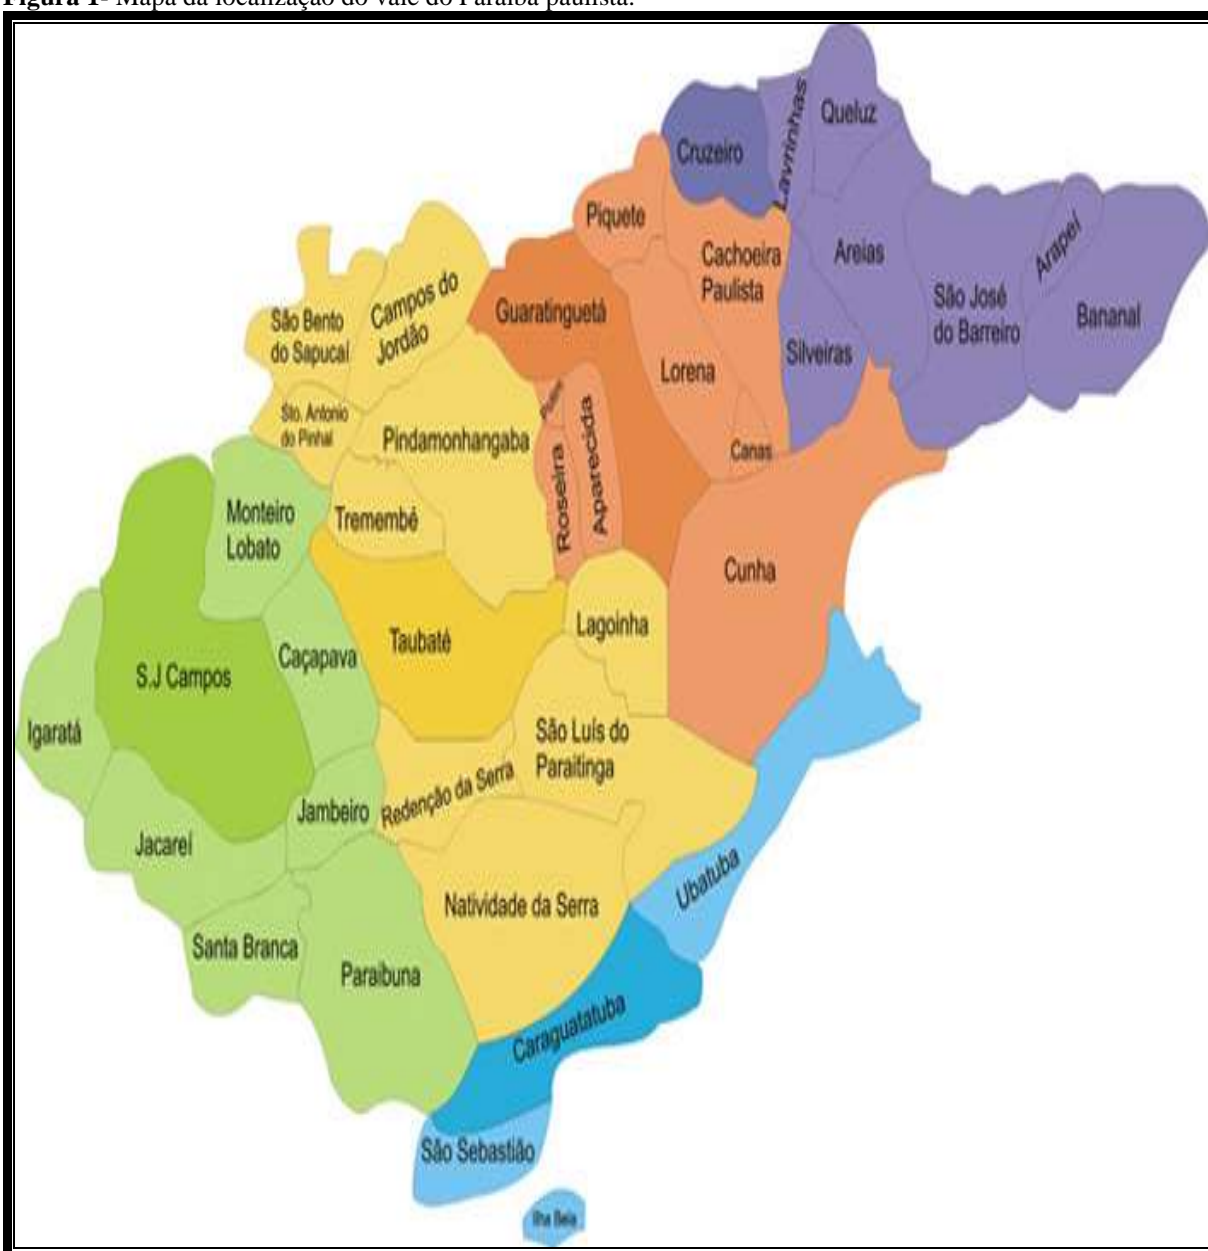 Figura 1- Mapa da localização do Vale do Paraíba paulista.
Queluz
Lavrinhas
Cruzeiro
Piquete
Cachoeira
Paulista
Areias
Arapeí
São José
do Barreiro
Bananal
Silveiras
Campos do
Jordão
São Bento
do Sapucaí
Guaratinguetá
Lorena
Sto. Antonio
do Pinhal
Pindamonhangaba
Roseira
Aparecida
Canas
Monteiro
Lobato
Tremembé
Cunha
Taubaté
Lagoinha
S.J Campos
Caçapava
Igaratá
São Luís do
Paraitinga
Redenção da Serra
Jambeiro
Jacareí
Ubatuba
Natividade da Serra
Santa Branca
Paraibuna
Caraguatatuba
São Sebastião
Ilha Bela